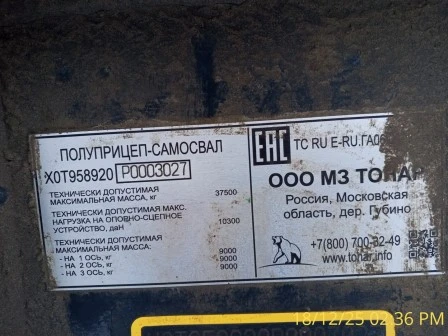 ПОЛУПРИЦЕП-САМОСВАЛ
X0T958920 P0003027
ТЕХНИЧЕСКИ ДОПУСТИМАЯ
МАКСИМАЛЬНАЯ МАССА, кг 37500
ТЕХНИЧЕСКИ ДОПУСТИМАЯ МАКС.
НАГРУЗКА НА ОПОРНО-СЦЕПНОЕ
УСТРОЙСТВО, даН 10300
ТЕХНИЧЕСКИ ДОПУСТИМАЯ
МАКСИМАЛЬНАЯ МАССА:
- НА 1 ОСЬ, КГ 9000
- НА 2 ОСЬ, КГ 9000
- НА 3 ОСЬ, КГ 9000
EAC TC RU E-RU.ГА05
ООО МЗ ТОНАР
Россия, Московская
область, дер. Губино
+7(800) 700-32-49
www.tonar.info
18/12/25 02:36 PM